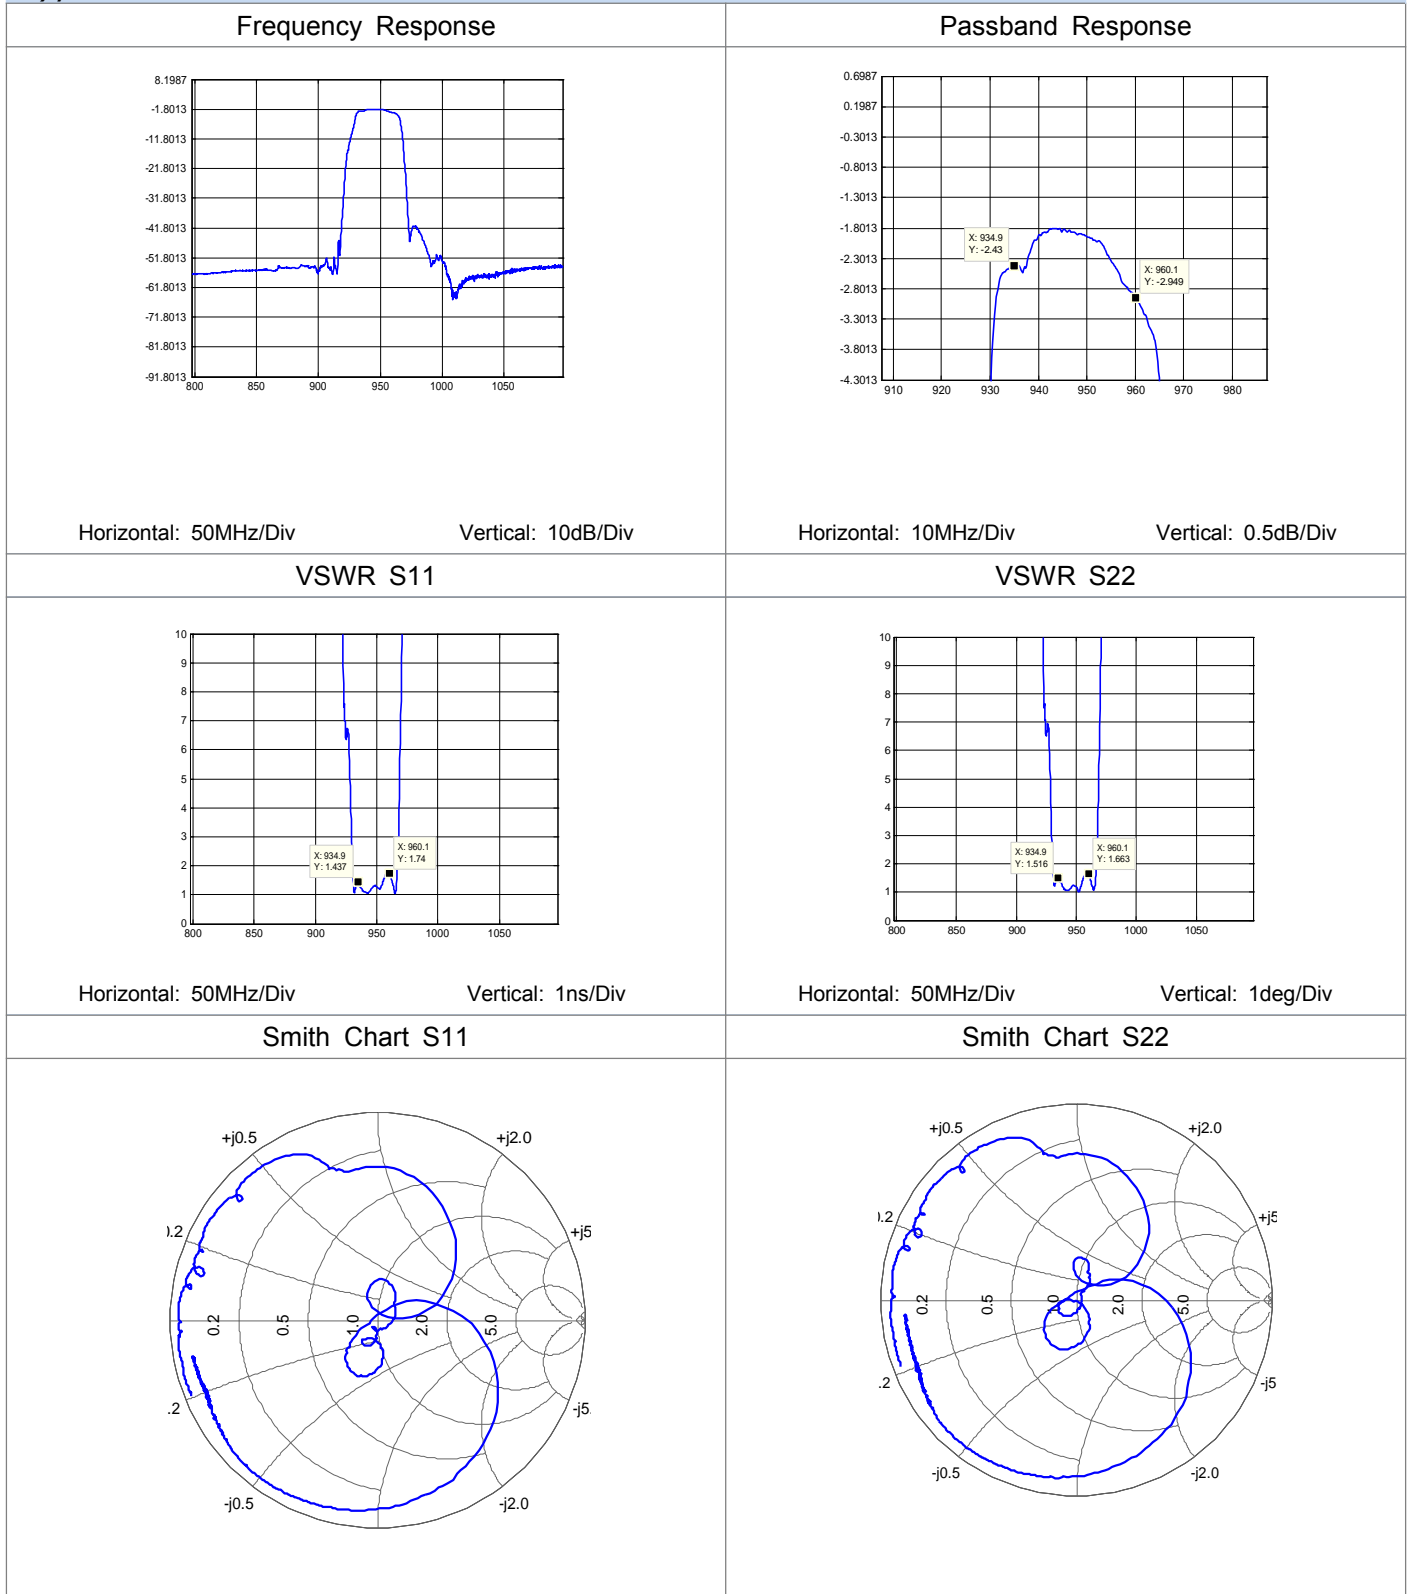 Frequency Response
Passband Response
8.1987
-1.8013
-11.8013
-21.8013
-31.8013
-41.8013
-51.8013
-61.8013
-71.8013
-81.8013
-91.8013
800 850 900 950 1000 1050
0.6987
0.1987
-0.3013
-0.8013
-1.3013
-1.8013
-2.3013
-2.8013
-3.3013
-3.8013
-4.3013
X: 934.9
Y: -2.43
X: 960.1
Y: -2.949
910 920 930 940 950 960 970 980
Horizontal: 50MHz/Div Vertical: 10dB/Div
Horizontal: 10MHz/Div Vertical: 0.5dB/Div
VSWR S11
VSWR S22
10
9
8
7
6
5
4
3
2
1
0
X: 934.9
Y: 1.437
X: 960.1
Y: 1.74
800 850 900 950 1000 1050
10
9
8
7
6
5
4
3
2
1
0
X: 934.9
Y: 1.516
X: 960.1
Y: 1.663
800 850 900 950 1000 1050
Horizontal: 50MHz/Div Vertical: 1ns/Div
Horizontal: 50MHz/Div Vertical: 1deg/Div
Smith Chart S11
Smith Chart S22
+j0.5 +j2.0
.2 +j5
0.2 0.5 1.0 2.0 5.0
.2 -j5.
-j0.5 -j2.0
+j0.5 +j2.0
.2 +j5
0.2 0.5 1.0 2.0 5.0
.2 -j5
-j0.5 -j2.0